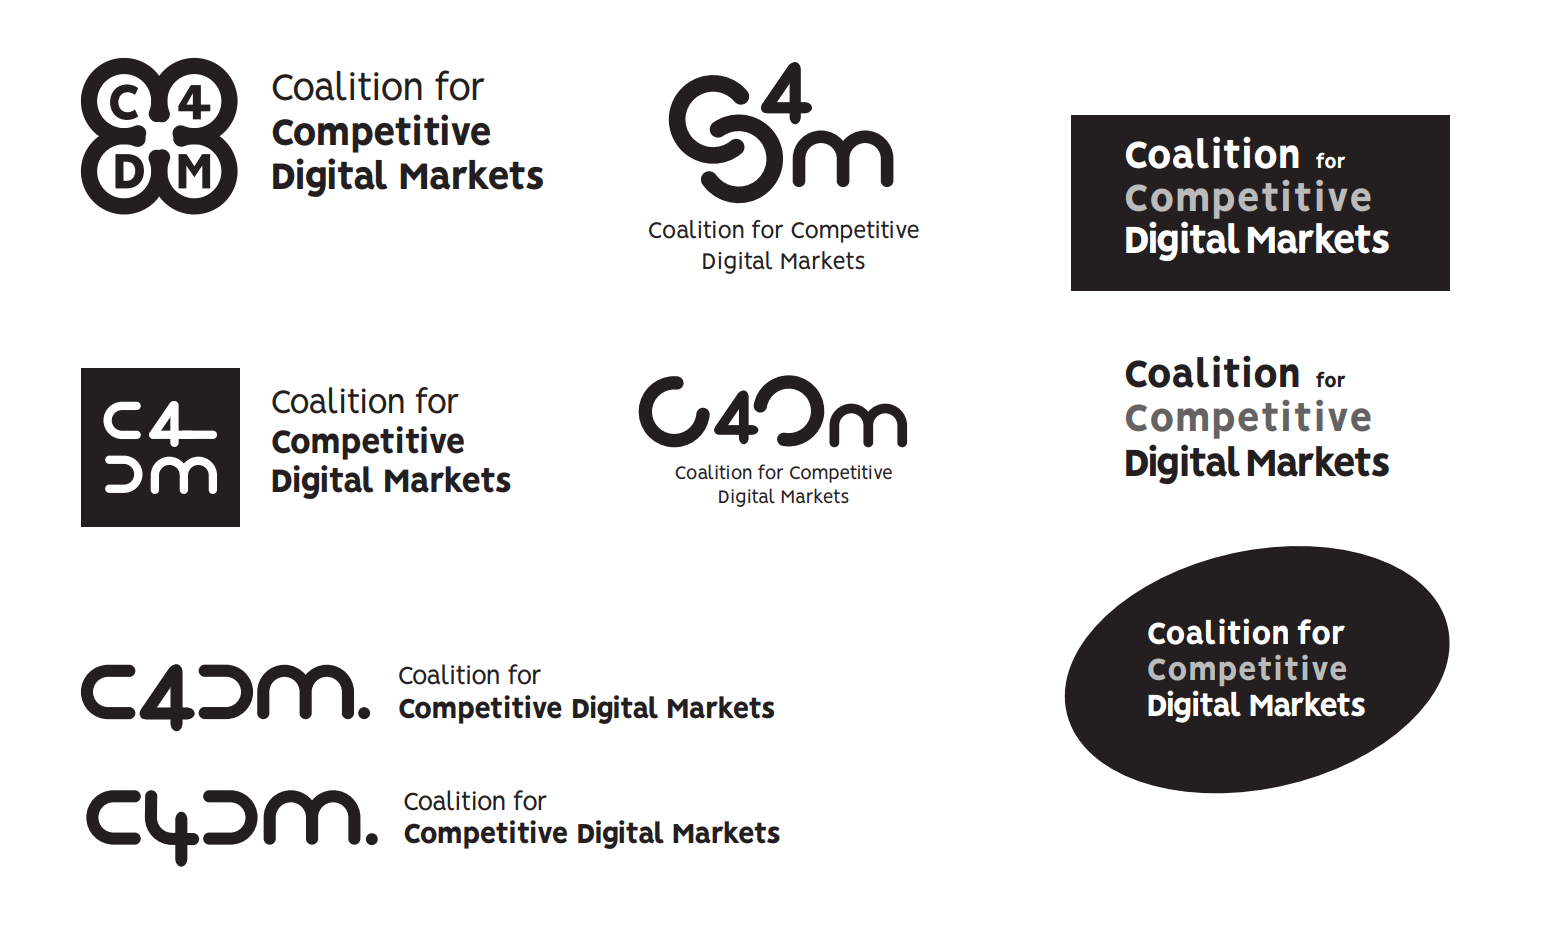 C 4
D M
Coalition for
Competitive
Digital Markets
C4Dm
Coalition for Competitive
Digital Markets
Coalition for
Competitive
Digital Markets
C4
Dm
Coalition for
Competitive
Digital Markets
C4Dm
Coalition for Competitive
Digital Markets
Coalition for
Competitive
Digital Markets
Coalition for
Competitive
Digital Markets
C4Dm.
Coalition for
Competitive Digital Markets
C4Dm.
Coalition for
Competitive Digital Markets